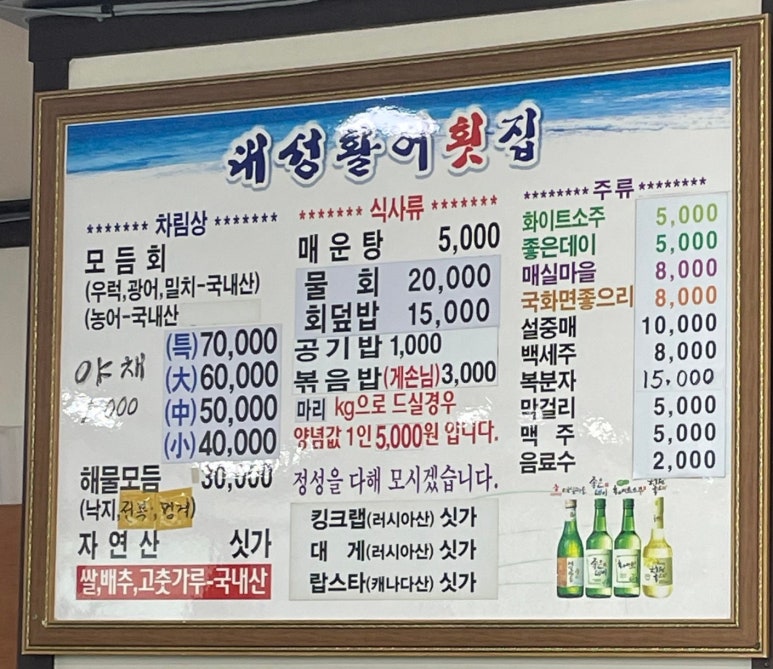 대성활어횟집
******* 차림상 *******
모듬회
(우럭,광어,밀치-국내산)
(농어-국내산
야채
(特)70,000
(大)60,000
(中)50,000
(小)40,000
해물모듬 30,000
(낙지,전복,멍게)
자연산 싯가
쌀,배추,고춧가루-국내산
******* 식사류 *******
매운탕 5,000
물회 20,000
회덮밥 15,000
공기밥 1,000
볶음밥(게손님)3,000
마리 kg으로 드실경우
양념값 1인 5,000원 입니다.
정성을 다해 모시겠습니다.
킹크랩(러시아산) 싯가
대게(러시아산) 싯가
랍스타(캐나다산) 싯가
******** 주류 ********
화이트소주 5,000
좋은데이 5,000
매실마을 8,000
국화면좋으리 8,000
설중매 10,000
백세주 8,000
복분자 15,000
막걸리 5,000
맥주 5,000
음료수 2,000